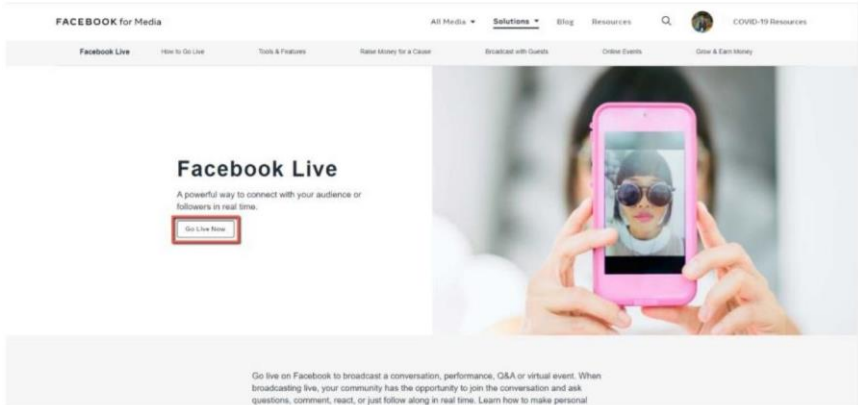 FACEBOOK for Media
All Media Solutions Blog Resources COVID-19 Resources
Facebook Live How to Go Live Tools & Features Raise Money for a Cause Broadcast with Guests Online Events Grow & Earn Money
Facebook Live
A powerful way to connect with your audience or
followers in real time.
Go Live Now
Go live on Facebook to broadcast a conversation, performance, Q&A or virtual event. When
broadcasting live, your community has the opportunity to join the conversation and ask
questions, comment, react, or just follow along in real time. Learn how to make personal